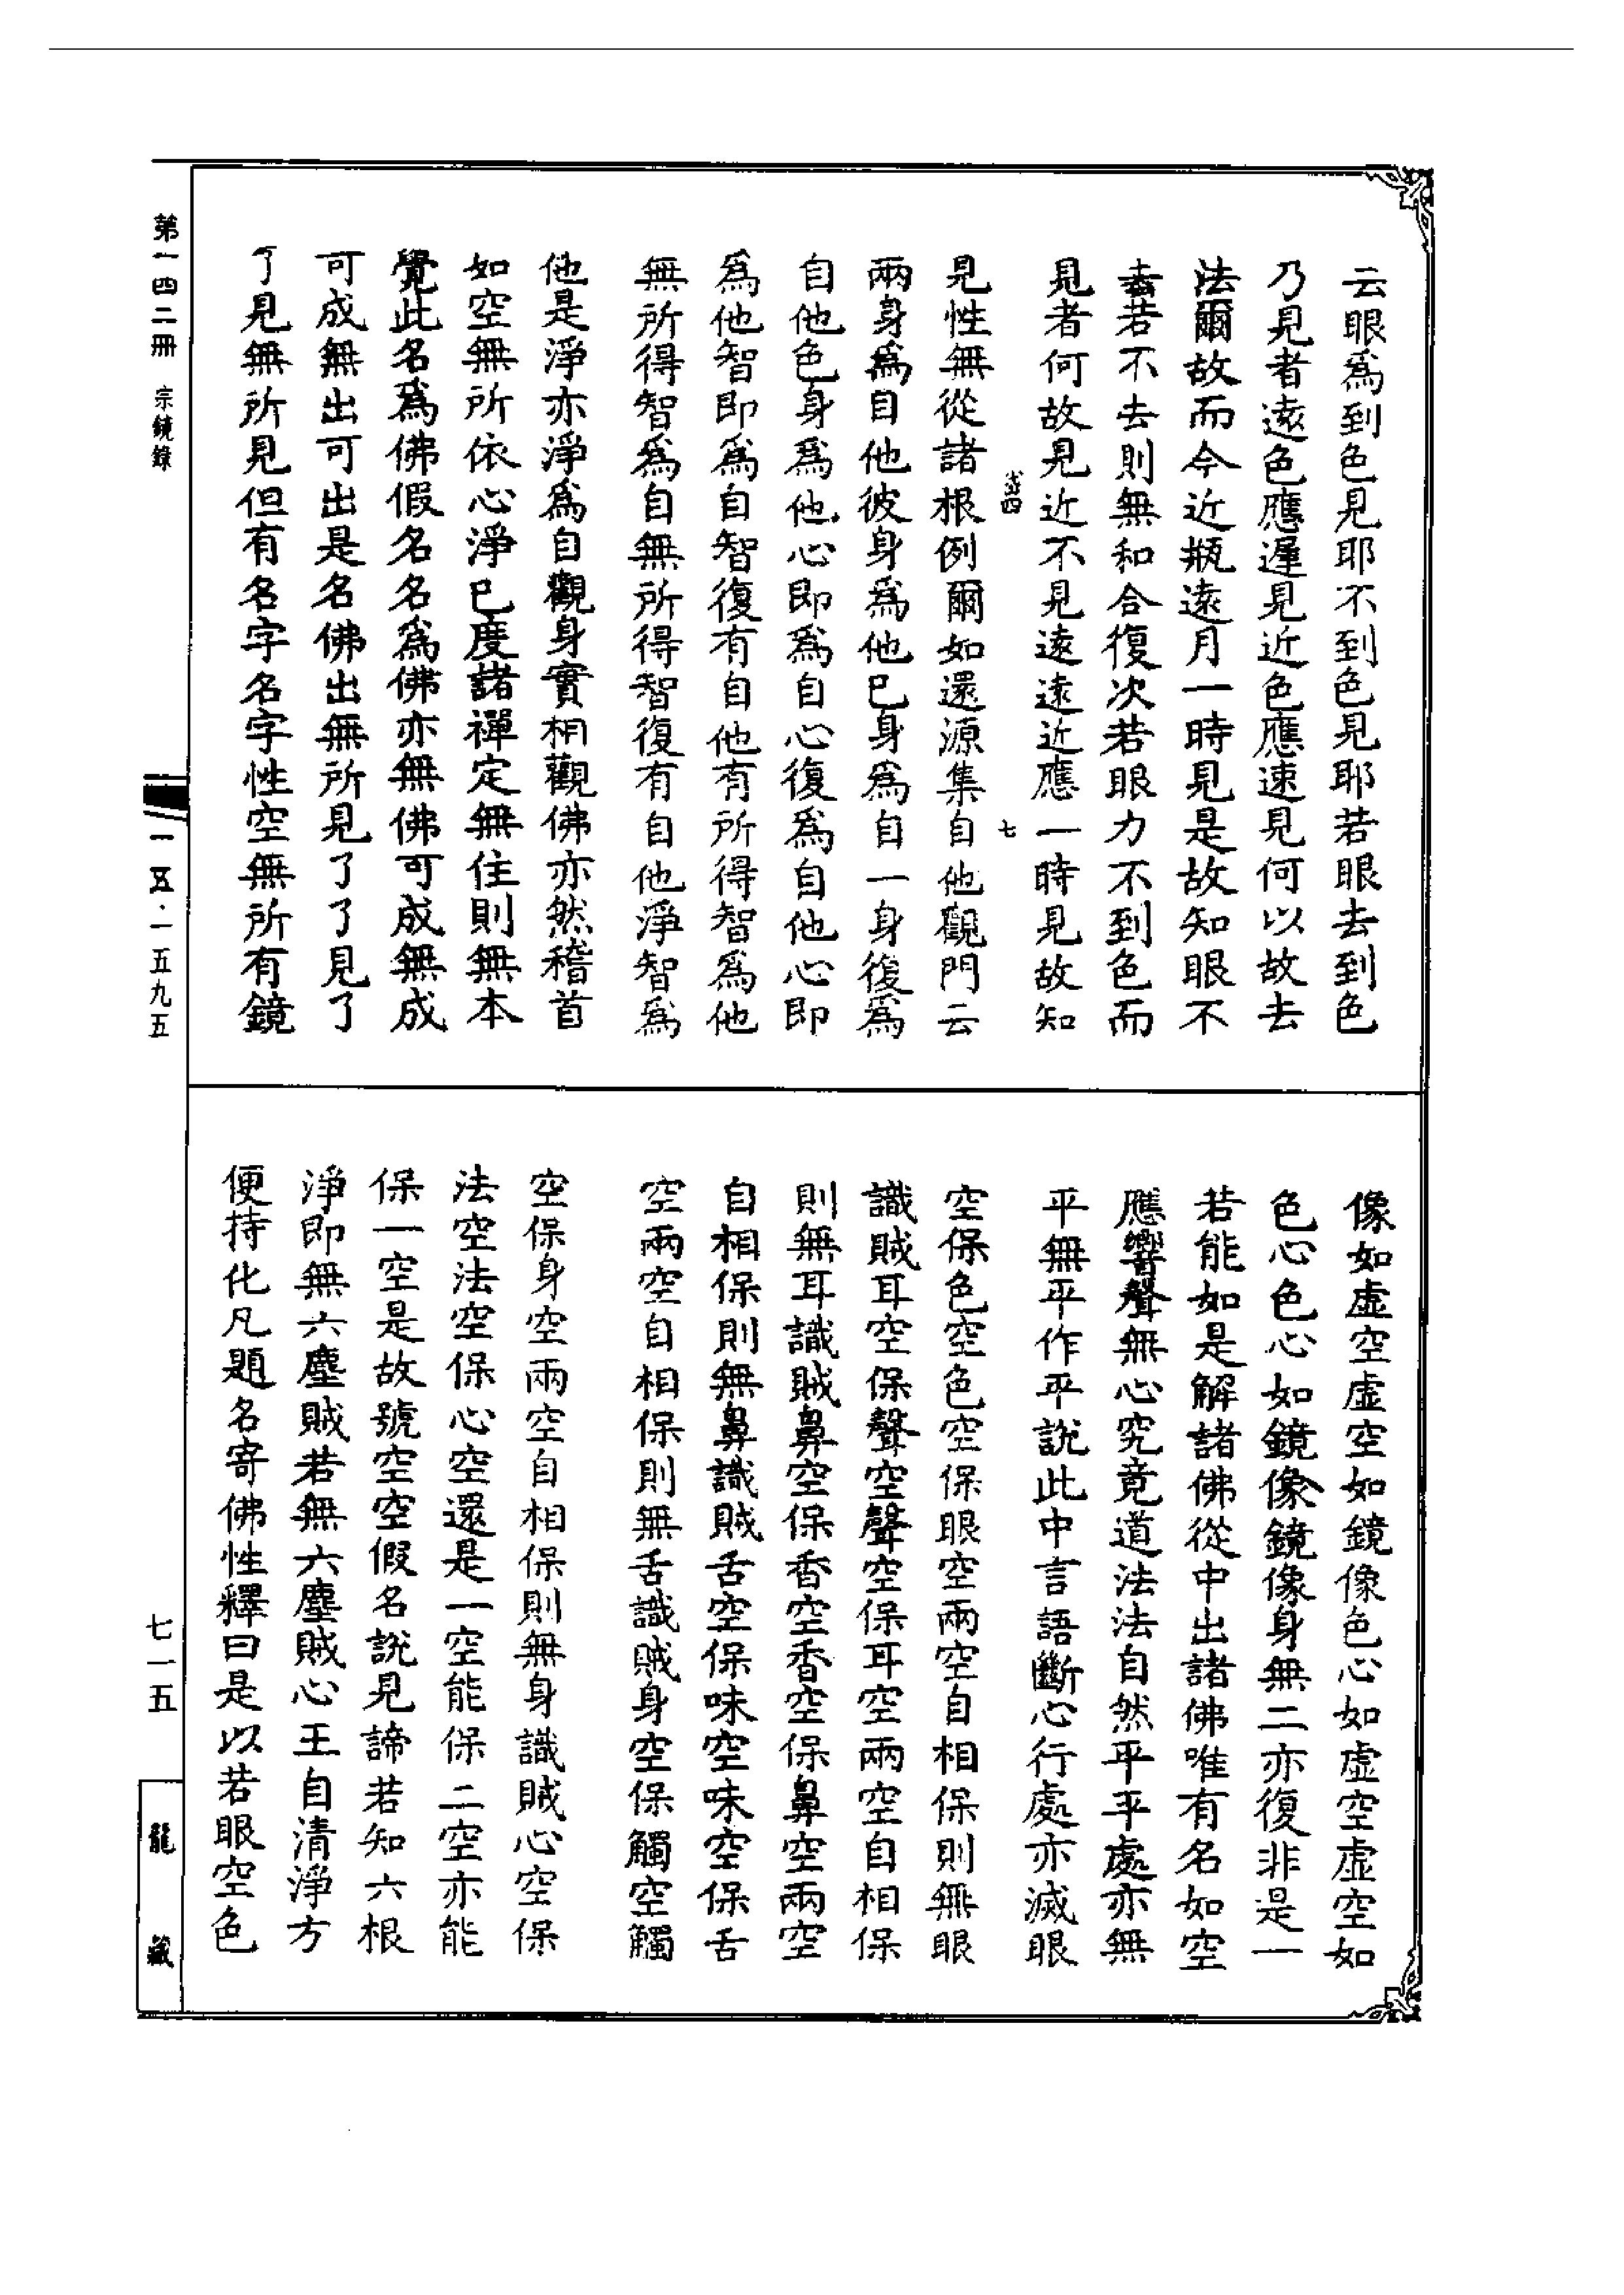 云眼爲到色見耶不到色見耶若眼去到色
乃見者遠色應遲見近色應速見何以故去
法爾故而今近瓶遠月一時見是故知眼不
去若不去則無和合復次若眼力不到色而
見者何故見近不見遠遠近應一時見故知
七
見性無從諸根例爾如還源集自他觀門云
兩身爲自他彼身爲他巳身爲自一身復爲
自他色身爲他心即爲自心復爲自他心即
爲他智即爲自智復有自他有所得智爲他
無所得智爲自無所得智復有自他淨智爲
他是淨亦淨爲自觀身實相觀佛亦然稽首
如空無所依心淨巳度諸禪定無住則無本
覺此名爲佛假名名爲佛亦無佛可成無成
可成無出可出是名佛出無所見了了見了
了見無所見但有名字名字性空無所有鏡
像如虛空虛空如鏡像色心如虛空虛空如
色心色心如鏡像鏡像身無二亦復非是一
若能如是解諸佛從中出諸佛唯有名如空
應響聲無心究竟道法法自然平平處亦無
平無平作平說此中言語斷心行處亦滅眼
空保色空色空保眼空兩空自相保則無眼
識賊耳空保聲空聲空保耳空兩空自相保
則無耳識賊鼻空保香空香空保鼻空兩空
自相保則無鼻識賊舌空保味空味空保舌
空兩空自相保則無舌識賊身空保觸空觸
空保身空兩空自相保則無身識賊心空保
法空法空保心空還是一空能保二空亦能
保一空是故號空空假名說見諦若知六根
淨即無六塵賊若無六塵賊心王自清淨方
便持化凡題名寄佛性釋曰是以若眼空色
第一四二冊 宗鏡錄
一五·一五九五
七一五
龍藏